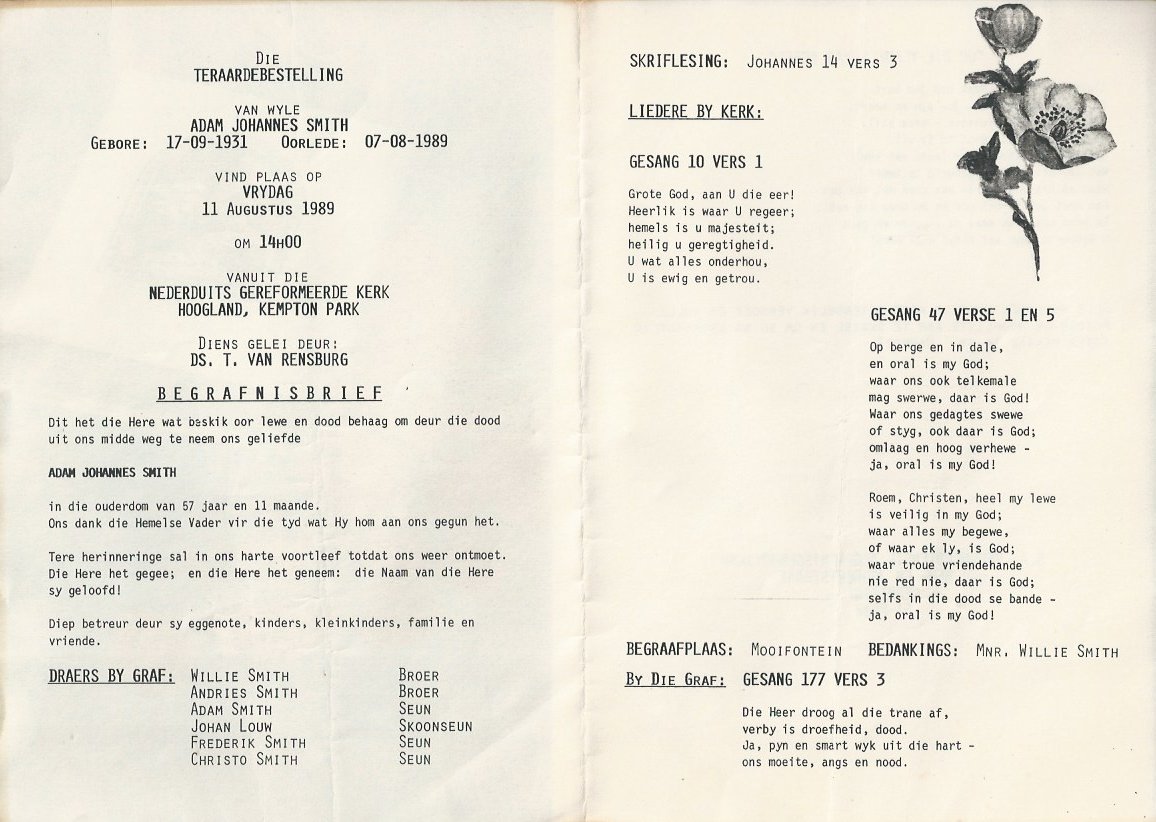 Die
TERAARDEBESTELLING
VAN WYLE
ADAM JOHANNES SMITH
GEBORE: 17-09-1931 OORLEDE: 07-08-1989
VIND PLAAS OP
VRYDAG
11 AUGUSTUS 1989
OM 14H00
VANUIT DIE
NEDERDUITS GEREFORMEERDE KERK
HOOGLAND, KEMPTON PARK
DIENS GELEI DEUR:
DS. T. VAN RENSBURG
BEGRAFNISBRIEF
Dit het die Here wat beskik oor lewe en dood behaag om deur die dood
uit ons midde weg te neem ons geliefde
ADAM JOHANNES SMITH
in die ouderdom van 57 jaar en 11 maande.
Ons dank die Hemelse Vader vir die tyd wat Hy hom aan ons gegun het.
Tere herinneringe sal in ons harte voortleef totdat ons weer ontmoet.
Die Here het gegee; en die Here het geneem: die Naam van die Here
sy geloofd!
Diep betreur deur sy eggenote, kinders, kleinkinders, familie en
vriende.
DRAERS BY GRAF: WILLIE SMITH BROER
ANDRIES SMITH BROER
ADAM SMITH SEUN
JOHAN LOUW SKOONSEUN
FREDERIK SMITH SEUN
CHRISTO SMITH SEUN
SKRIFLESING: JOHANNES 14 VERS 3
LIEDERE BY KERK:
GESANG 10 VERS 1
Grote God, aan U die eer!
Heerlik is waar U regeer;
hemels is u majesteit;
heilig u geregtigheid.
U wat alles onderhou,
U is ewig en getrou.
GESANG 47 VERSE 1 EN 5
Op berge en in dale,
en oral is my God;
waar ons ook telkemale
mag swerwe, daar is God!
Waar ons gedagtes swewe
of styg, ook daar is God;
omlaag en hoog verhewe -
ja, oral is my God!
Roem, Christen, heel my lewe
is veilig in my God;
waar alles my begewe,
of waar ek ly, is God;
waar troue vriendehande
nie red nie, daar is God;
selfs in die dood se bande -
ja, oral is my God!
BEGRAAFPLAAS: MOOIFONTEIN BEDANKINGS: MNR. WILLIE SMITH
BY DIE GRAF: GESANG 177 VERS 3
Die Heer droog al die trane af,
verby is droefheid, dood.
Ja, pyn en smart wyk uit die hart -
ons moeite, angs en nood.